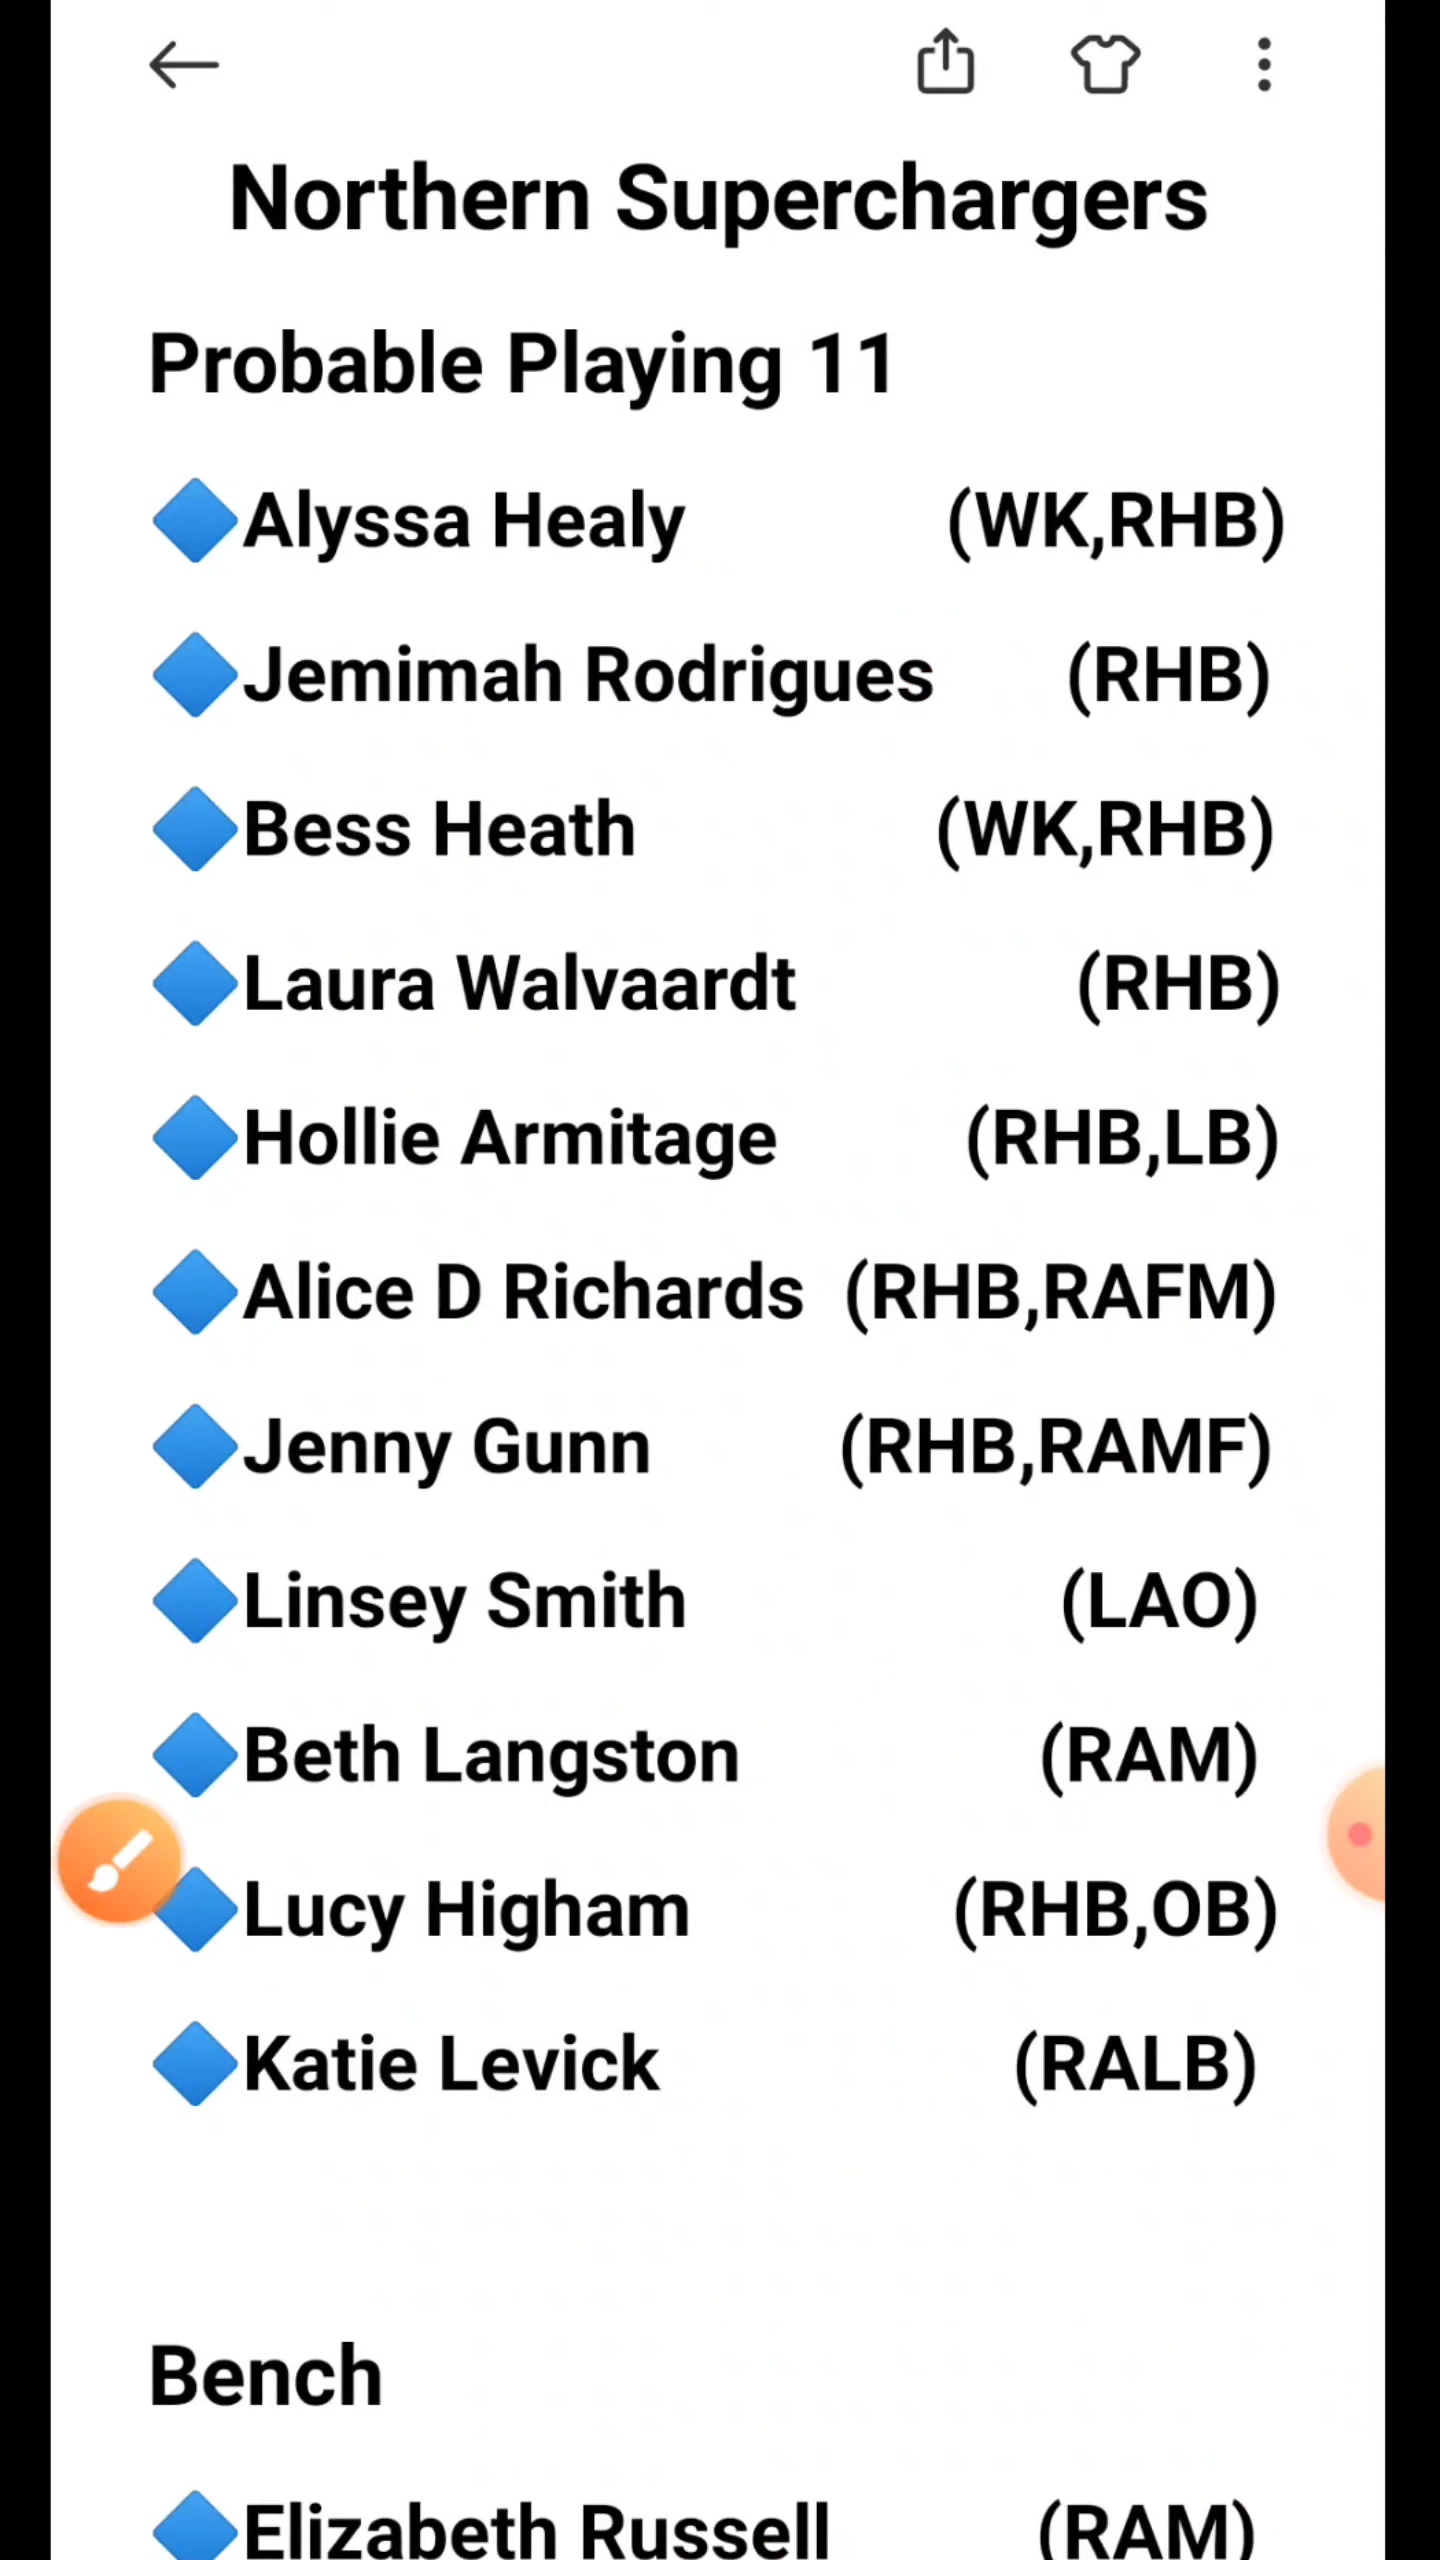 Northern Superchargers
Probable Playing 11
🔷Alyssa Healy (WK,RHB)
🔷Jemimah Rodrigues (RHB)
🔷Bess Heath (WK,RHB)
🔷Laura Walvaardt (RHB)
🔷Hollie Armitage (RHB,LB)
🔷Alice D Richards (RHB,RAFM)
🔷Jenny Gunn (RHB,RAMF)
🔷Linsey Smith (LAO)
🔷Beth Langston (RAM)
🔷Lucy Higham (RHB,OB)
🔷Katie Levick (RALB)
Bench
🔷Elizabeth Russell (RAM)